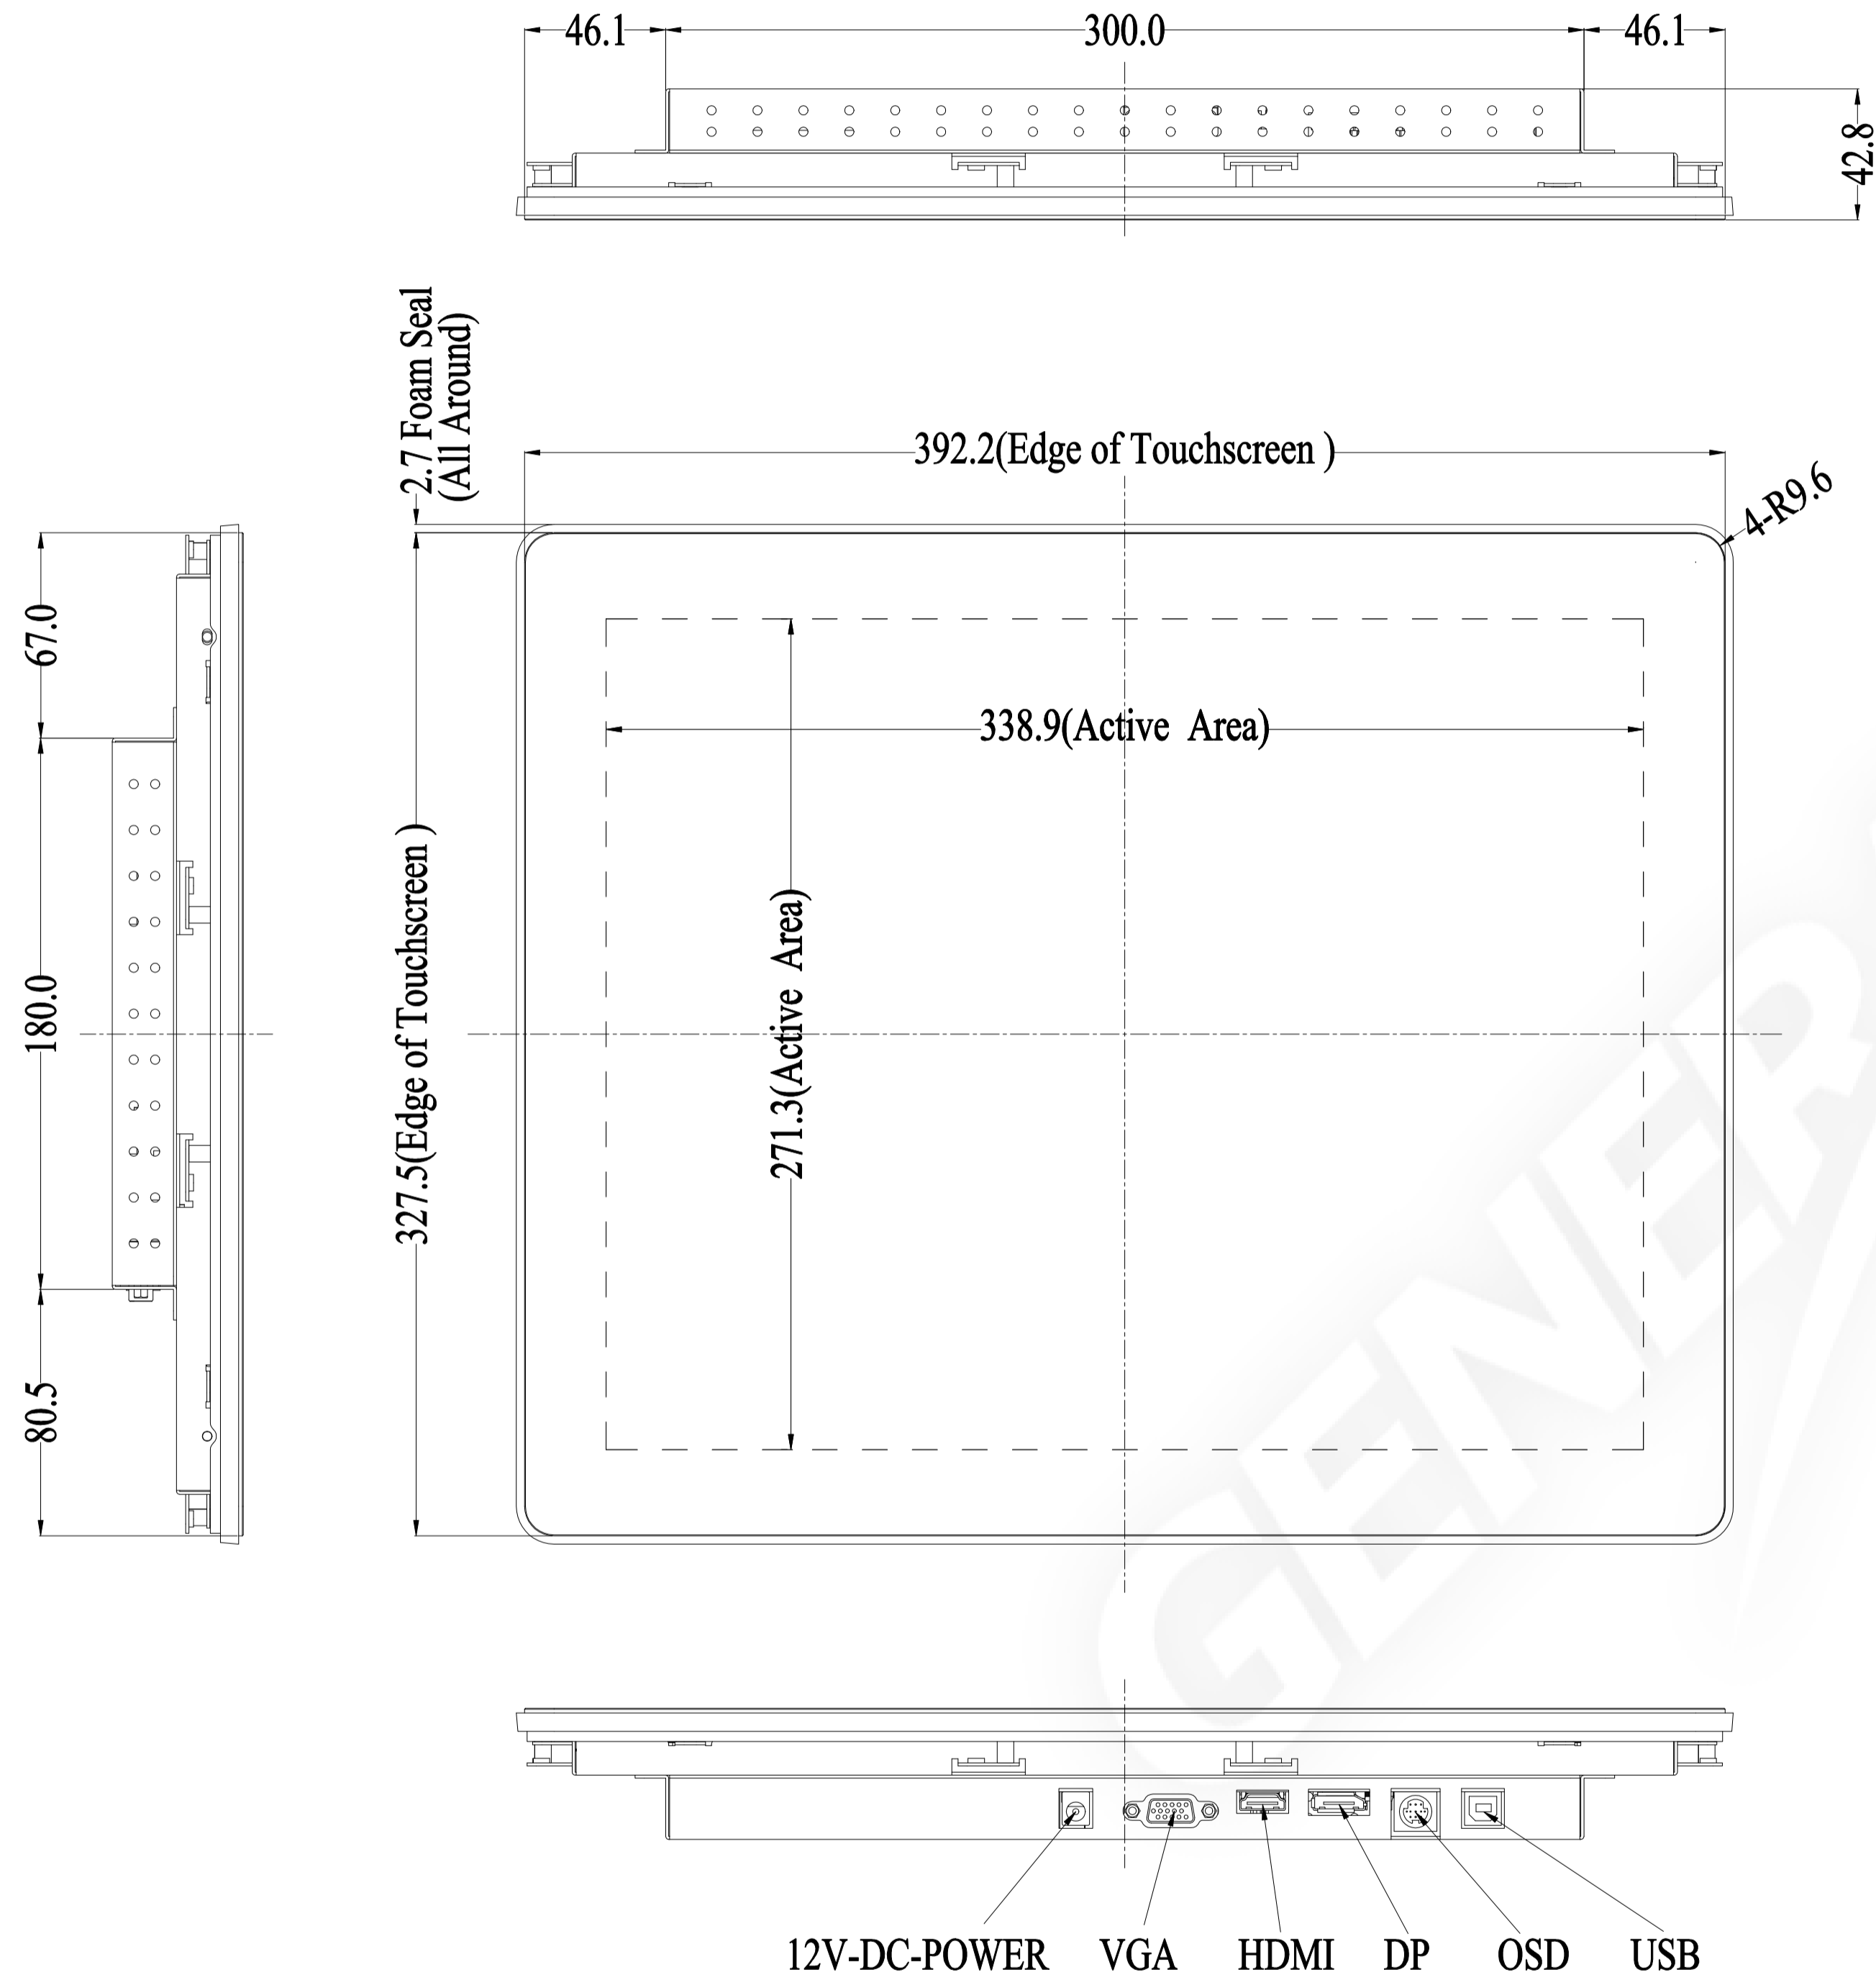 46.1
300.0
46.1
42.8
2.7 Foam Seal
(All Around)
392.2(Edge of Touchscreen )
4-R9.6
67.0
338.9(Active Area)
327.5(Edge of Touchscreen )
271.3(Active Area)
180.0
80.5
12V-DC-POWER
VGA
HDMI
DP
OSD
USB
GENER